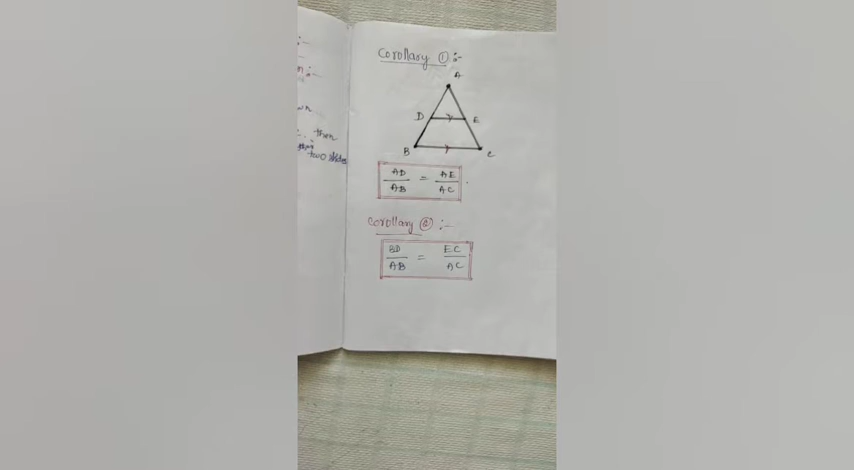 then
two sides
Corollary ① :-
A
D E
B C
AD/AB = AE/AC .
Corollary ② :-
BD/AB = EC/AC